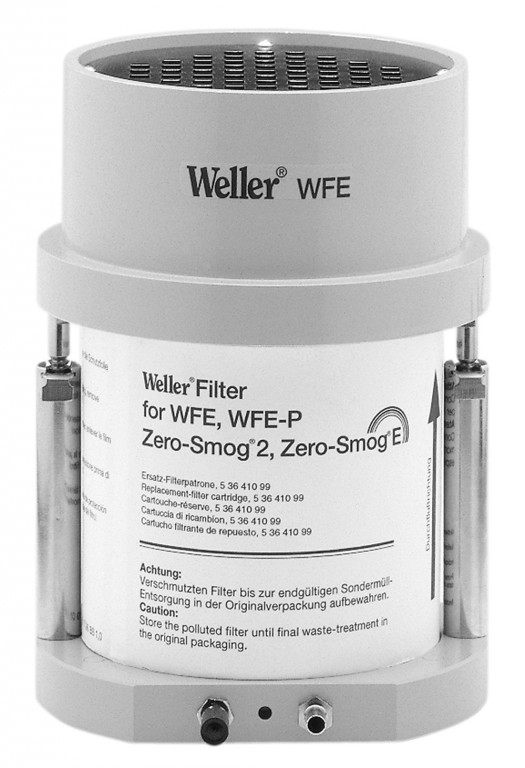 Weller® WFE
Weller® Filter
for WFE, WFE-P
Zero-Smog® 2, Zero-Smog® E
Ersatz-Filterpatrone, 5 36 410 99
Replacement-filter cartridge, 5 36 410 99
Cartouche-réserve, 5 36 410 99
Cartuccia di ricambion, 5 36 410 99
Cartucho filtrante de repuesto, 5 36 410 99
Achtung:
Verschmutzten Filter bis zur endgültigen Sondermüll-
Entsorgung in der Originalverpackung aufbewahren.
Caution:
Store the polluted filter until final waste-treatment in
the original packaging.
Durchflußrichtung